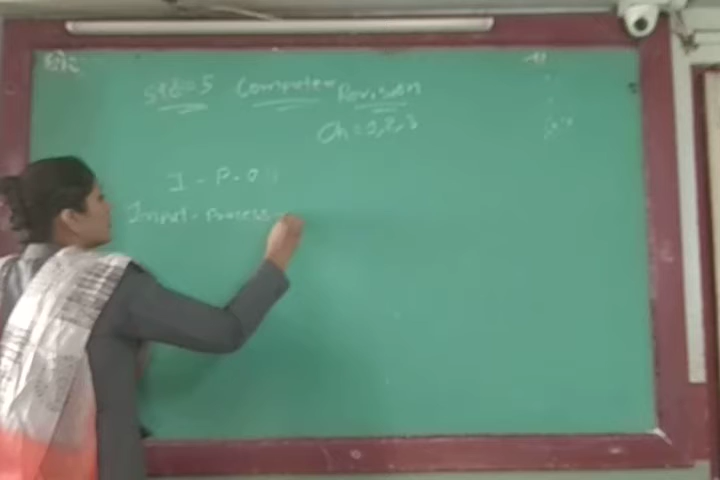 Std=5 Computer Revision
Ch=1,2,3
I-P-O
Input-Process-